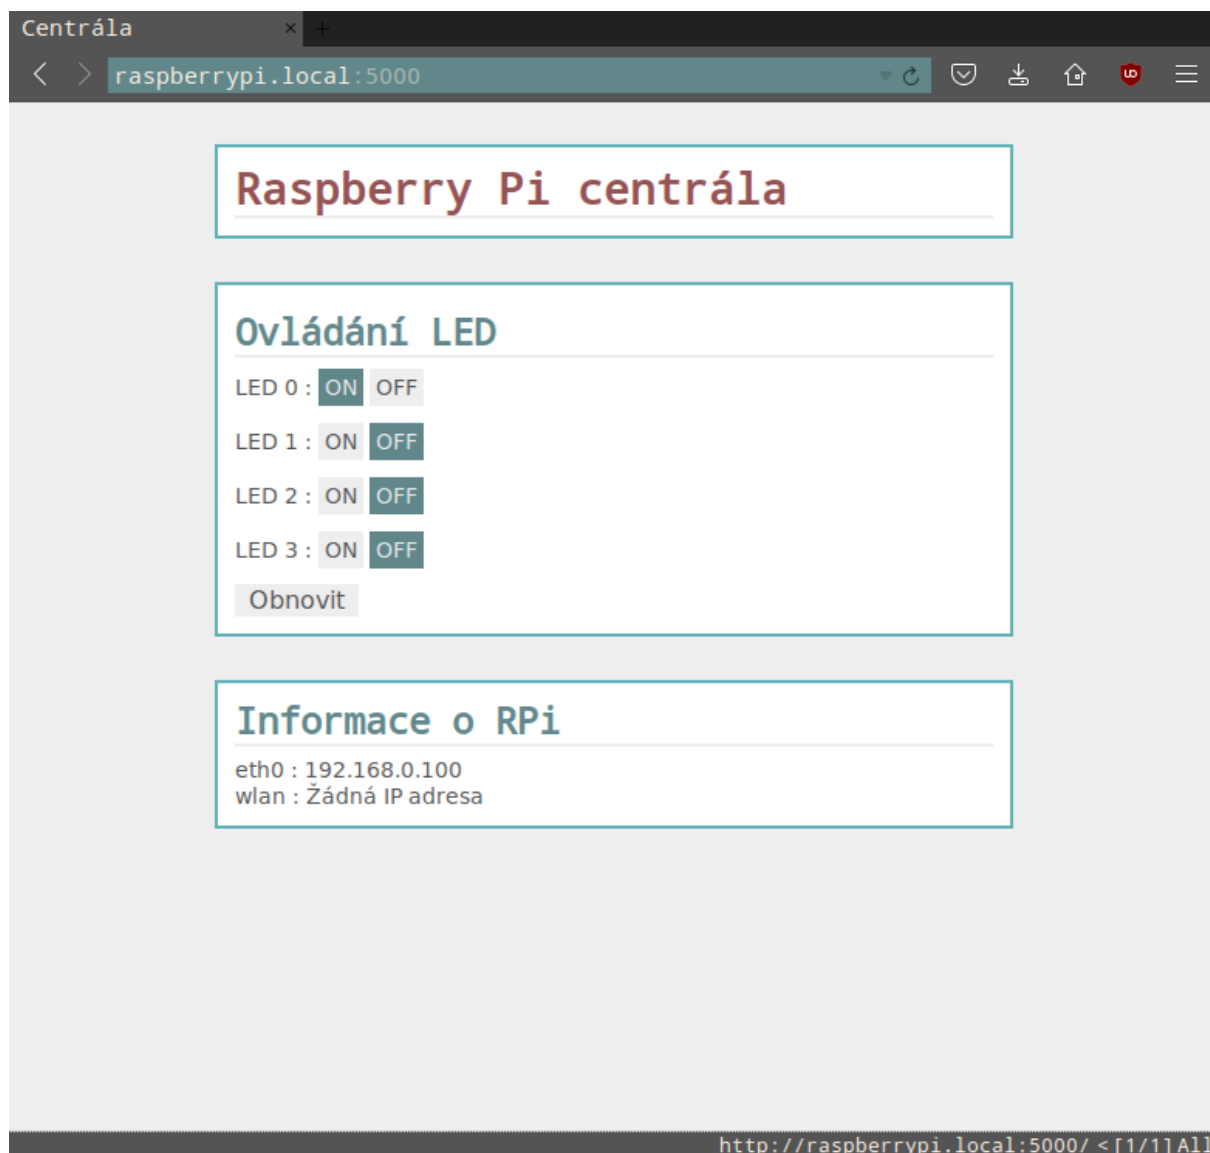 Centrála × +
raspberrypi.local:5000
Raspberry Pi centrála
Ovládání LED
LED 0 : ON OFF
LED 1 : ON OFF
LED 2 : ON OFF
LED 3 : ON OFF
Obnovit
Informace o RPi
eth0 : 192.168.0.100
wlan : Žádná IP adresa
http://raspberrypi.local:5000/ <[1/1]All